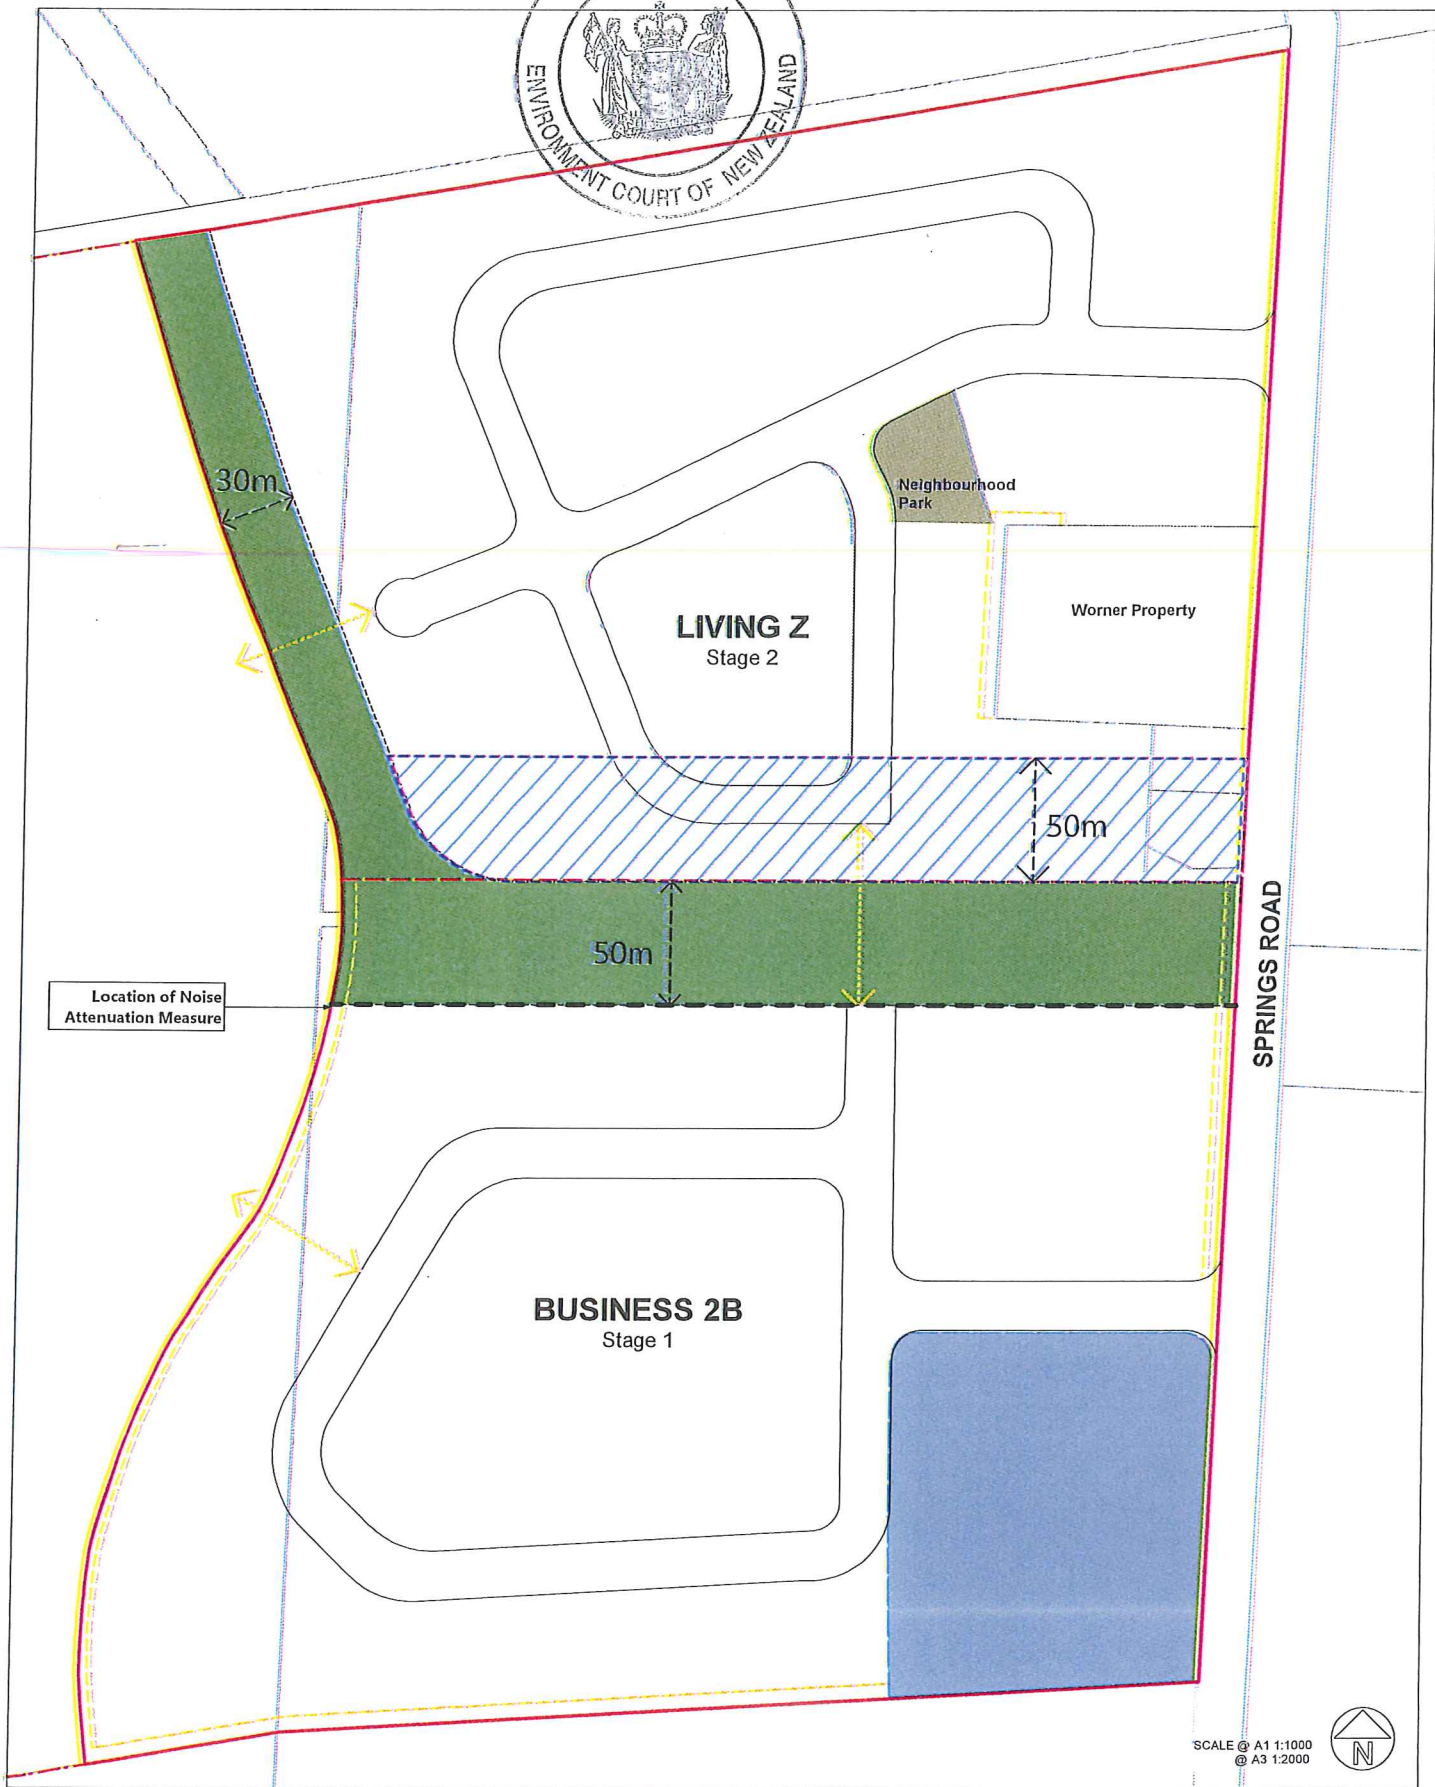 ENVIRONMENT COURT OF NEW ZEALAND
30m
Neighbourhood
Park
Worner Property
LIVING Z
Stage 2
50m
50m
Location of Noise
Attenuation Measure
SPRINGS ROAD
BUSINESS 2B
Stage 1
SCALE @ A1 1:1000
@ A3 1:2000
N